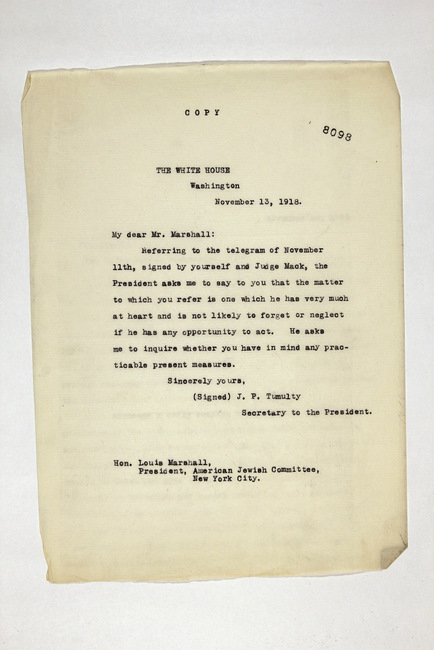 COPY
8098
THE WHITE HOUSE
Washington
November 13, 1918.
My dear Mr. Marshall:
Referring to the telegram of November
11th, signed by yourself and Judge Mack, the
President asks me to say to you that the matter
to which you refer is one which he has very much
at heart and is not likely to forget or neglect
if he has any opportunity to act. He asks
me to inquire whether you have in mind any prac-
ticable present measures.
Sincerely yours,
(Signed) J. P. Tumulty
Secretary to the President.
Hon. Louis Marshall,
President, American Jewish Committee,
New York City.